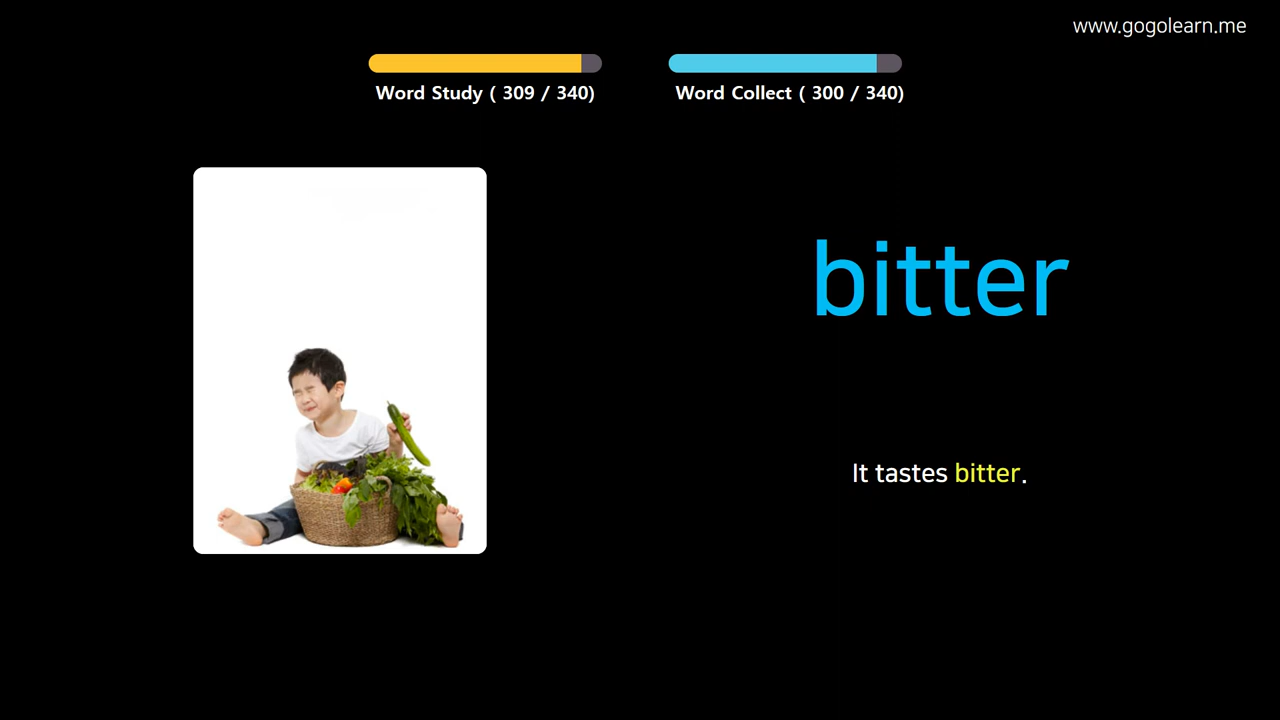 www.gogolearn.me
Word Study ( 309 / 340)
Word Collect ( 300 / 340)
bitter
It tastes bitter.